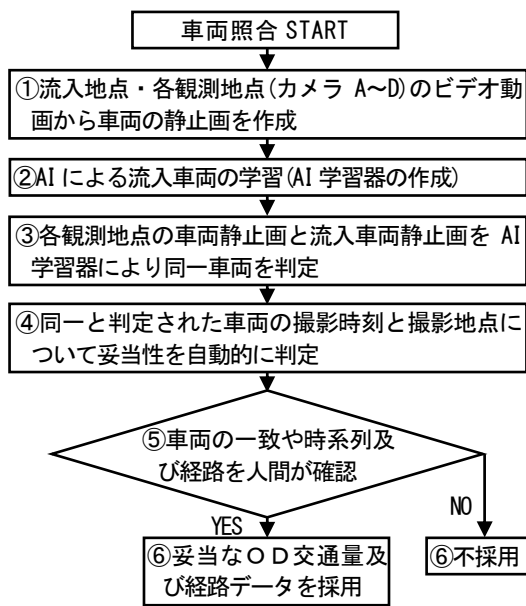 車両照合 START
①流入地点・各観測地点(カメラ A～D)のビデオ動
画から車両の静止画を作成
②AI による流入車両の学習(AI 学習器の作成)
③各観測地点の車両静止画と流入車両静止画を AI
学習器により同一車両を判定
④同一と判定された車両の撮影時刻と撮影地点に
ついて妥当性を自動的に判定
⑤車両の一致や時系列及
び経路を人間が確認
YES
NO
⑥妥当なＯＤ交通量及
び経路データを採用
⑥不採用